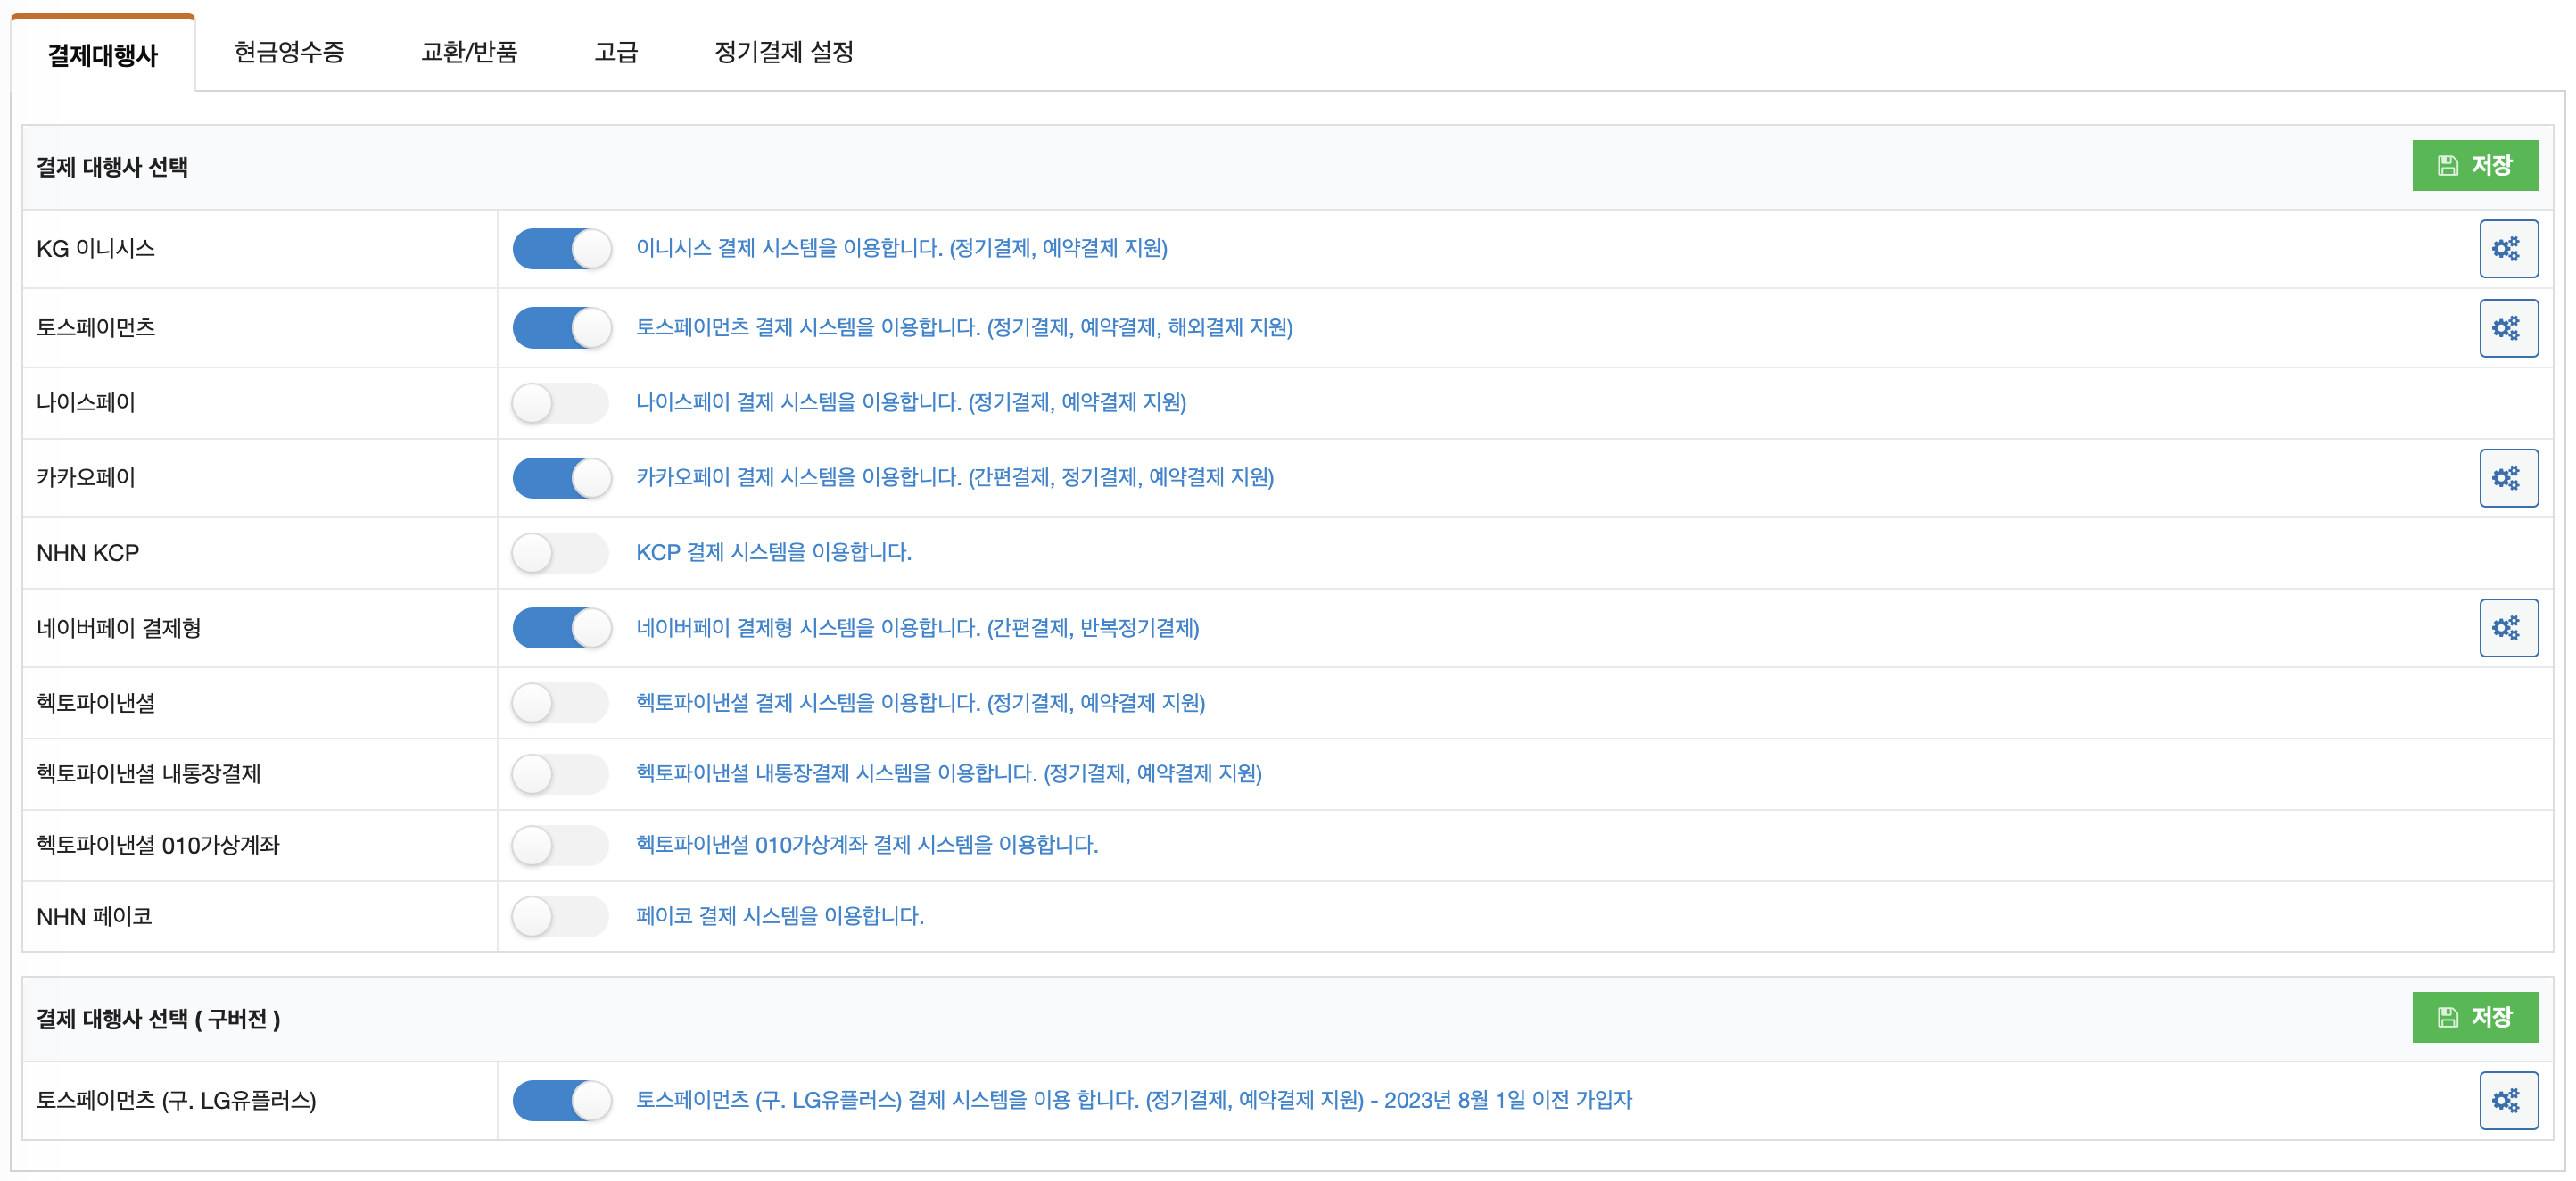 결제대행사 현금영수증 교환/반품 고급 정기결제 설정
결제 대행사 선택 저장
KG 이니시스 이니시스 결제 시스템을 이용합니다. (정기결제, 예약결제 지원)
토스페이먼츠 토스페이먼츠 결제 시스템을 이용합니다. (정기결제, 예약결제, 해외결제 지원)
나이스페이 나이스페이 결제 시스템을 이용합니다. (정기결제, 예약결제 지원)
카카오페이 카카오페이 결제 시스템을 이용합니다. (간편결제, 정기결제, 예약결제 지원)
NHN KCP KCP 결제 시스템을 이용합니다.
네이버페이 결제형 네이버페이 결제형 시스템을 이용합니다. (간편결제, 반복정기결제)
헥토파이낸셜 헥토파이낸셜 결제 시스템을 이용합니다. (정기결제, 예약결제 지원)
헥토파이낸셜 내통장결제 헥토파이낸셜 내통장결제 시스템을 이용합니다. (정기결제, 예약결제 지원)
헥토파이낸셜 010가상계좌 헥토파이낸셜 010가상계좌 결제 시스템을 이용합니다.
NHN 페이코 페이코 결제 시스템을 이용합니다.
결제 대행사 선택 ( 구버전 ) 저장
토스페이먼츠 (구. LG유플러스) 토스페이먼츠 (구. LG유플러스) 결제 시스템을 이용 합니다. (정기결제, 예약결제 지원) - 2023년 8월 1일 이전 가입자